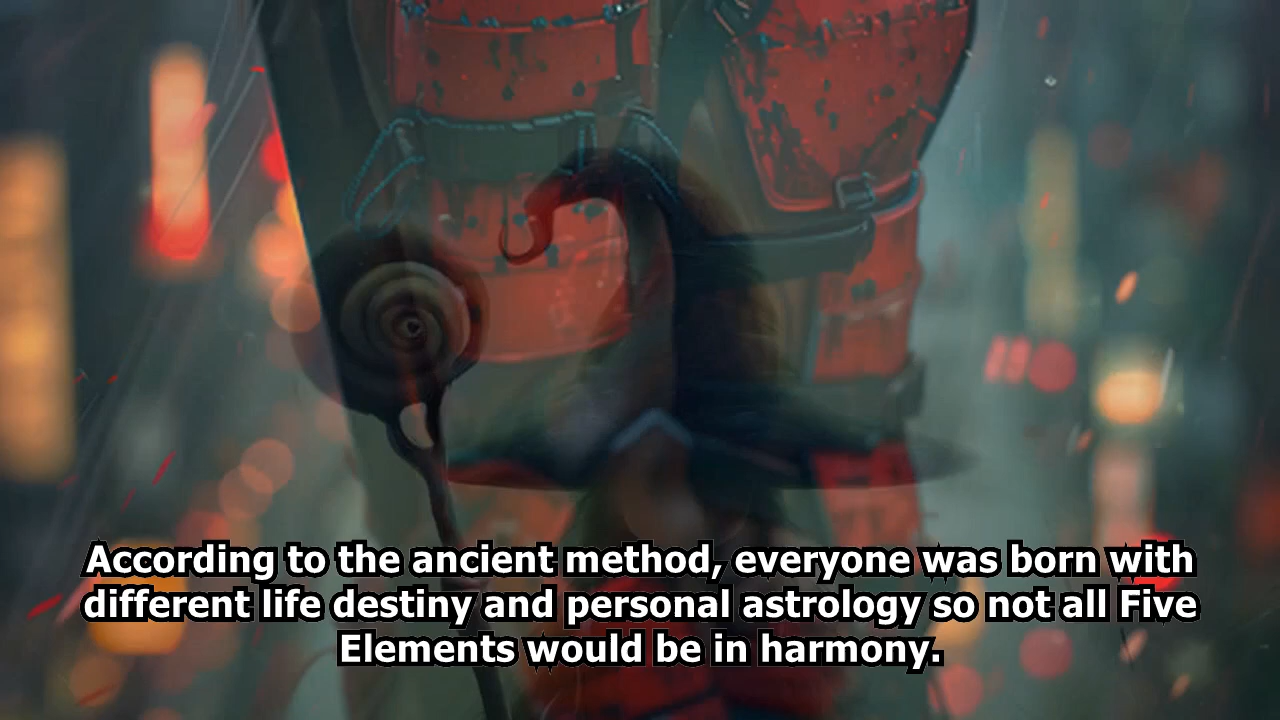 According to the ancient method, everyone was born with
different life destiny and personal astrology so not all Five
Elements would be in harmony.